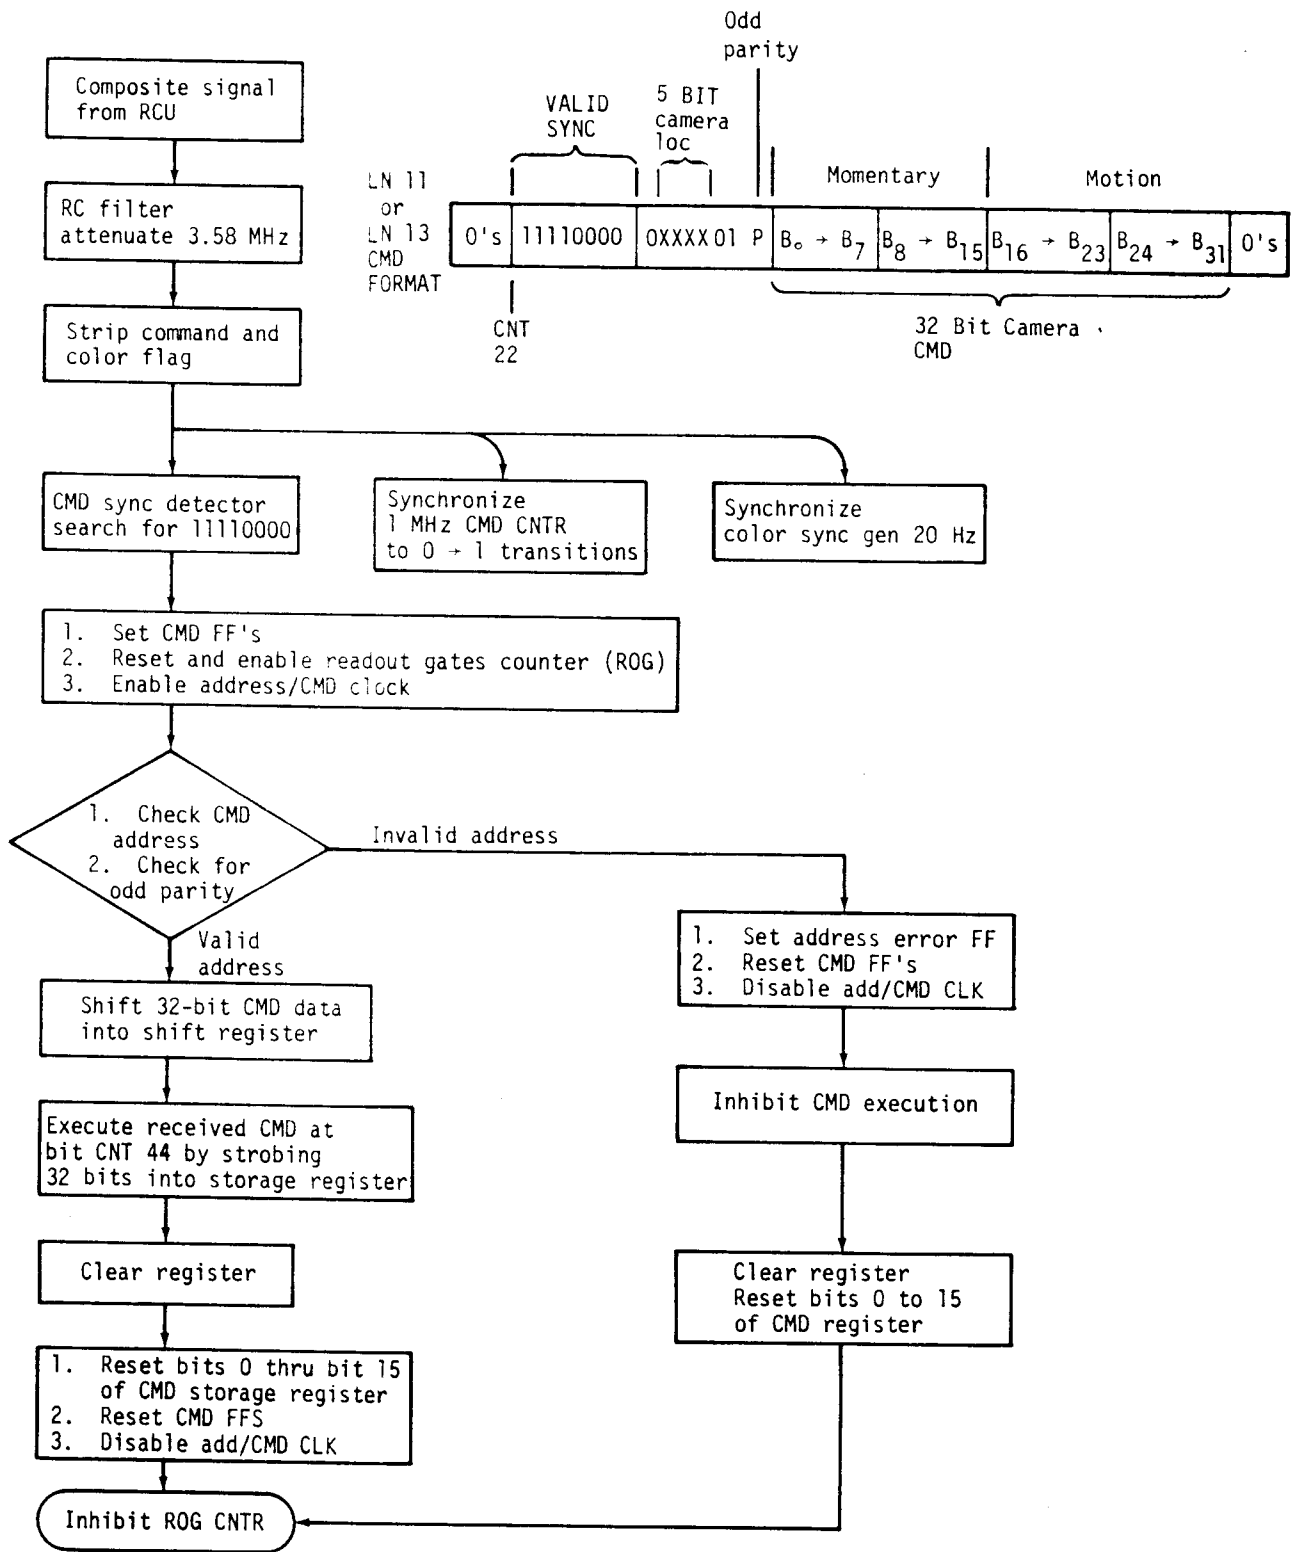 Odd
parity
Composite signal
from RCU
VALID
SYNC
5 BIT
camera
loc
LN 11
or
LN 13
CMD
FORMAT
Momentary
Motion
0's
11110000
0XXXX01 P
B₀ → B₇
B₈ → B₁₅
B₁₆ → B₂₃
B₂₄ → B₃₁
0's
CNT
22
32 Bit Camera
CMD
RC filter
attenuate 3.58 MHz
Strip command and
color flag
CMD sync detector
search for 11110000
Synchronize
1 MHz CMD CNTR
to 0 → 1 transitions
Synchronize
color sync gen 20 Hz
1. Set CMD FF's
2. Reset and enable readout gates counter (ROG)
3. Enable address/CMD clock
1. Check CMD
address
2. Check for
odd parity
Invalid address
Valid
address
1. Set address error FF
2. Reset CMD FF's
3. Disable add/CMD CLK
Shift 32-bit CMD data
into shift register
Inhibit CMD execution
Execute received CMD at
bit CNT 44 by strobing
32 bits into storage register
Clear register
Clear register
Reset bits 0 to 15
of CMD register
1. Reset bits 0 thru bit 15
of CMD storage register
2. Reset CMD FFS
3. Disable add/CMD CLK
Inhibit ROG CNTR